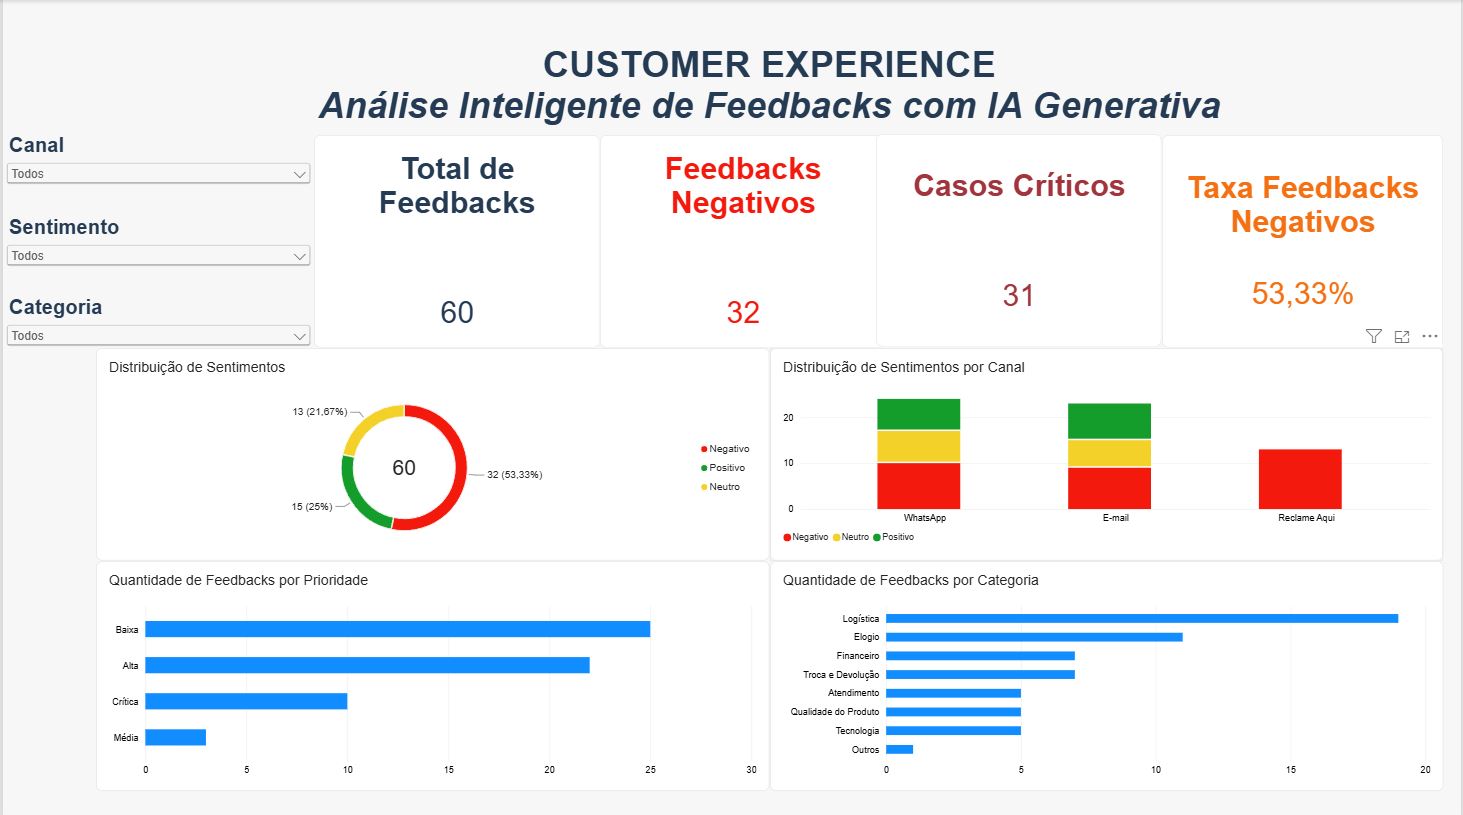 CUSTOMER EXPERIENCE
Análise Inteligente de Feedbacks com IA Generativa
Canal
Todos
Sentimento
Todos
Categoria
Todos
Total de
Feedbacks
60
Feedbacks
Negativos
32
Casos Críticos
31
Taxa Feedbacks
Negativos
53,33%
Distribuição de Sentimentos
13 (21,67%)
60
32 (53,33%)
15 (25%)
Negativo
Positivo
Neutro
Distribuição de Sentimentos por Canal
20
10
0
WhatsApp
E-mail
Reclame Aqui
Negativo Neutro Positivo
Quantidade de Feedbacks por Prioridade
Baixa
Alta
Crítica
Média
0 5 10 15 20 25 30
Quantidade de Feedbacks por Categoria
Logística
Elogio
Financeiro
Troca e Devolução
Atendimento
Qualidade do Produto
Tecnologia
Outros
0 5 10 15 20